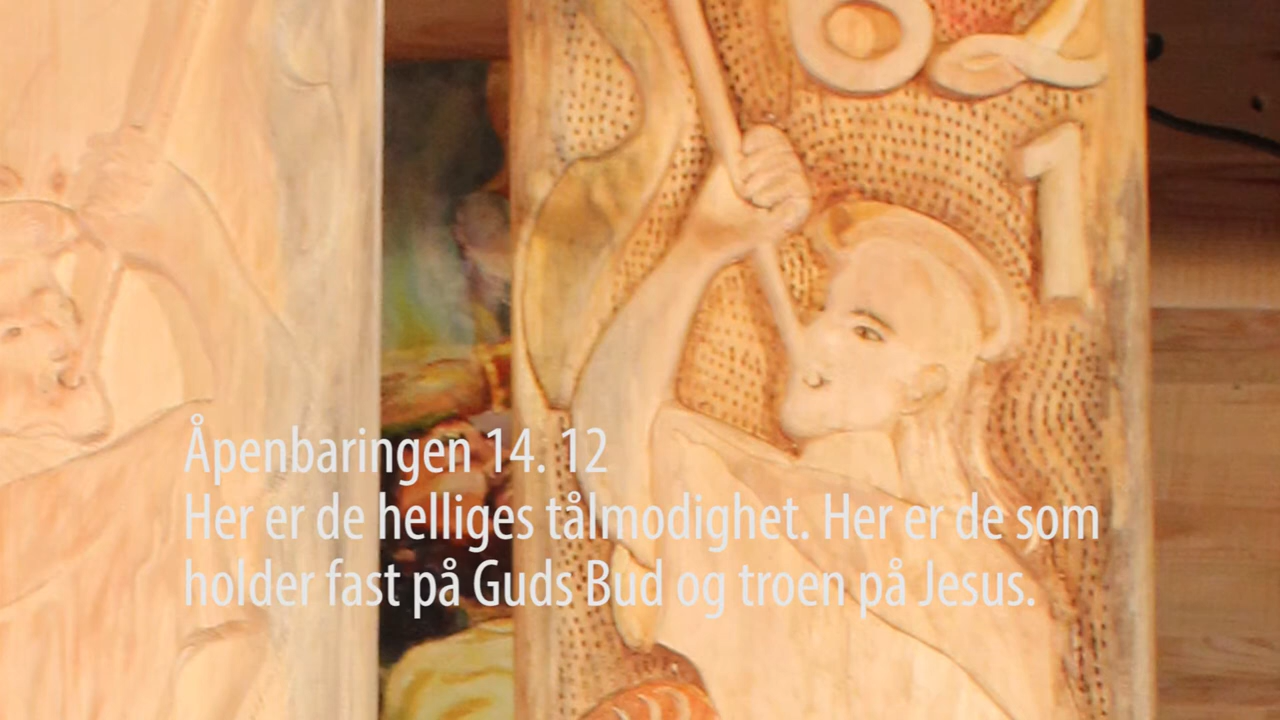 1
Åpenbaringen 14. 12
Her er de helliges tålmodighet. Her er de som
holder fast på Guds Bud og troen på Jesus.